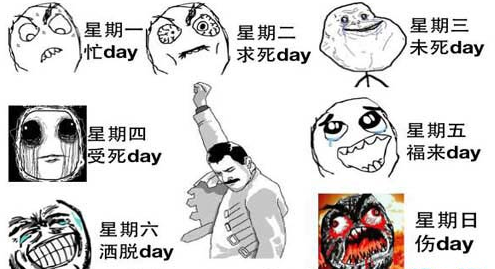 星期一
忙day
星期二
求死day
星期三
未死day
星期四
受死day
星期五
福来day
星期六
洒脱day
星期日
伤day